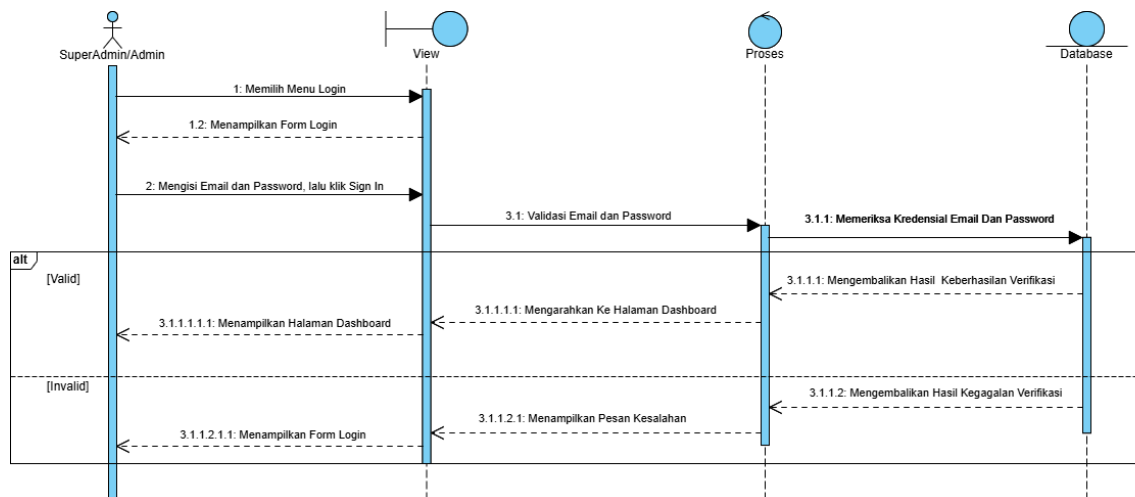 SuperAdmin/Admin
View
Proses
Database
1: Memilih Menu Login
1.2: Menampilkan Form Login
2: Mengisi Email dan Password, lalu klik Sign In
3.1: Validasi Email dan Password
3.1.1: Memeriksa Kredensial Email Dan Password
alt
[Valid]
3.1.1.1: Mengembalikan Hasil Keberhasilan Verifikasi
3.1.1.1.1: Mengarahkan Ke Halaman Dashboard
3.1.1.1.1.1: Menampilkan Halaman Dashboard
[Invalid]
3.1.1.2: Mengembalikan Hasil Kegagalan Verifikasi
3.1.1.2.1: Menampilkan Pesan Kesalahan
3.1.1.2.1.1: Menampilkan Form Login